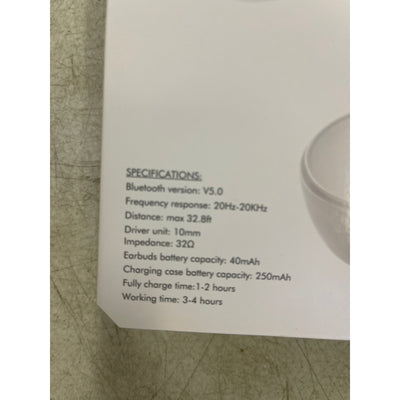 SPECIFICATIONS:
Bluetooth version: V5.0
Frequency response: 20Hz-20KHz
Distance: max 32.8ft
Driver unit: 10mm
Impedance: 32Ω
Earbuds battery capacity: 40mAh
Charging case battery capacity: 250mAh
Fully charge time:1-2 hours
Working time: 3-4 hours